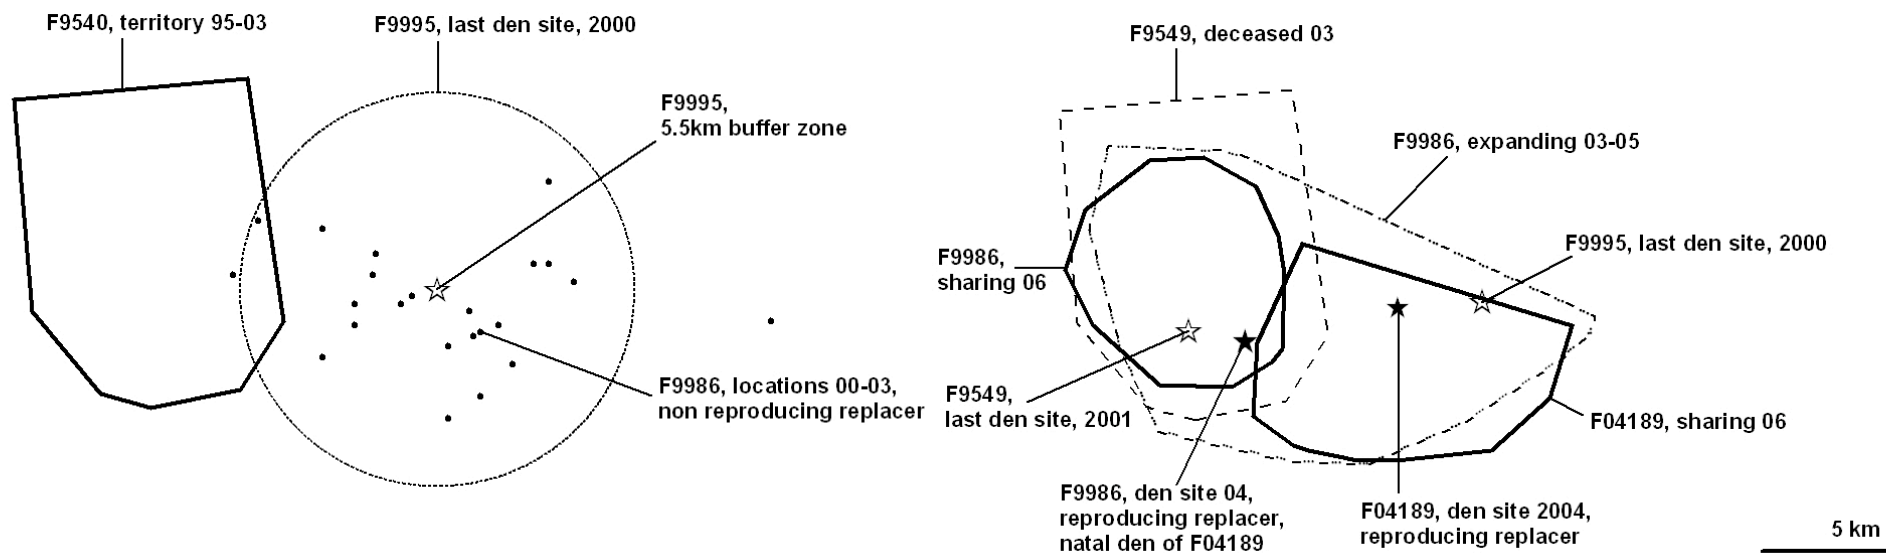 F9540, territory 95-03
F9995, last den site, 2000
F9995,
5.5km buffer zone
F9986, locations 00-03,
non reproducing replacer
F9549, deceased 03
F9986, expanding 03-05
F9995, last den site, 2000
F9986,
sharing 06
F9549,
last den site, 2001
F04189, sharing 06
F9986, den site 04,
reproducing replacer,
natal den of F04189
F04189, den site 2004,
reproducing replacer
5 km